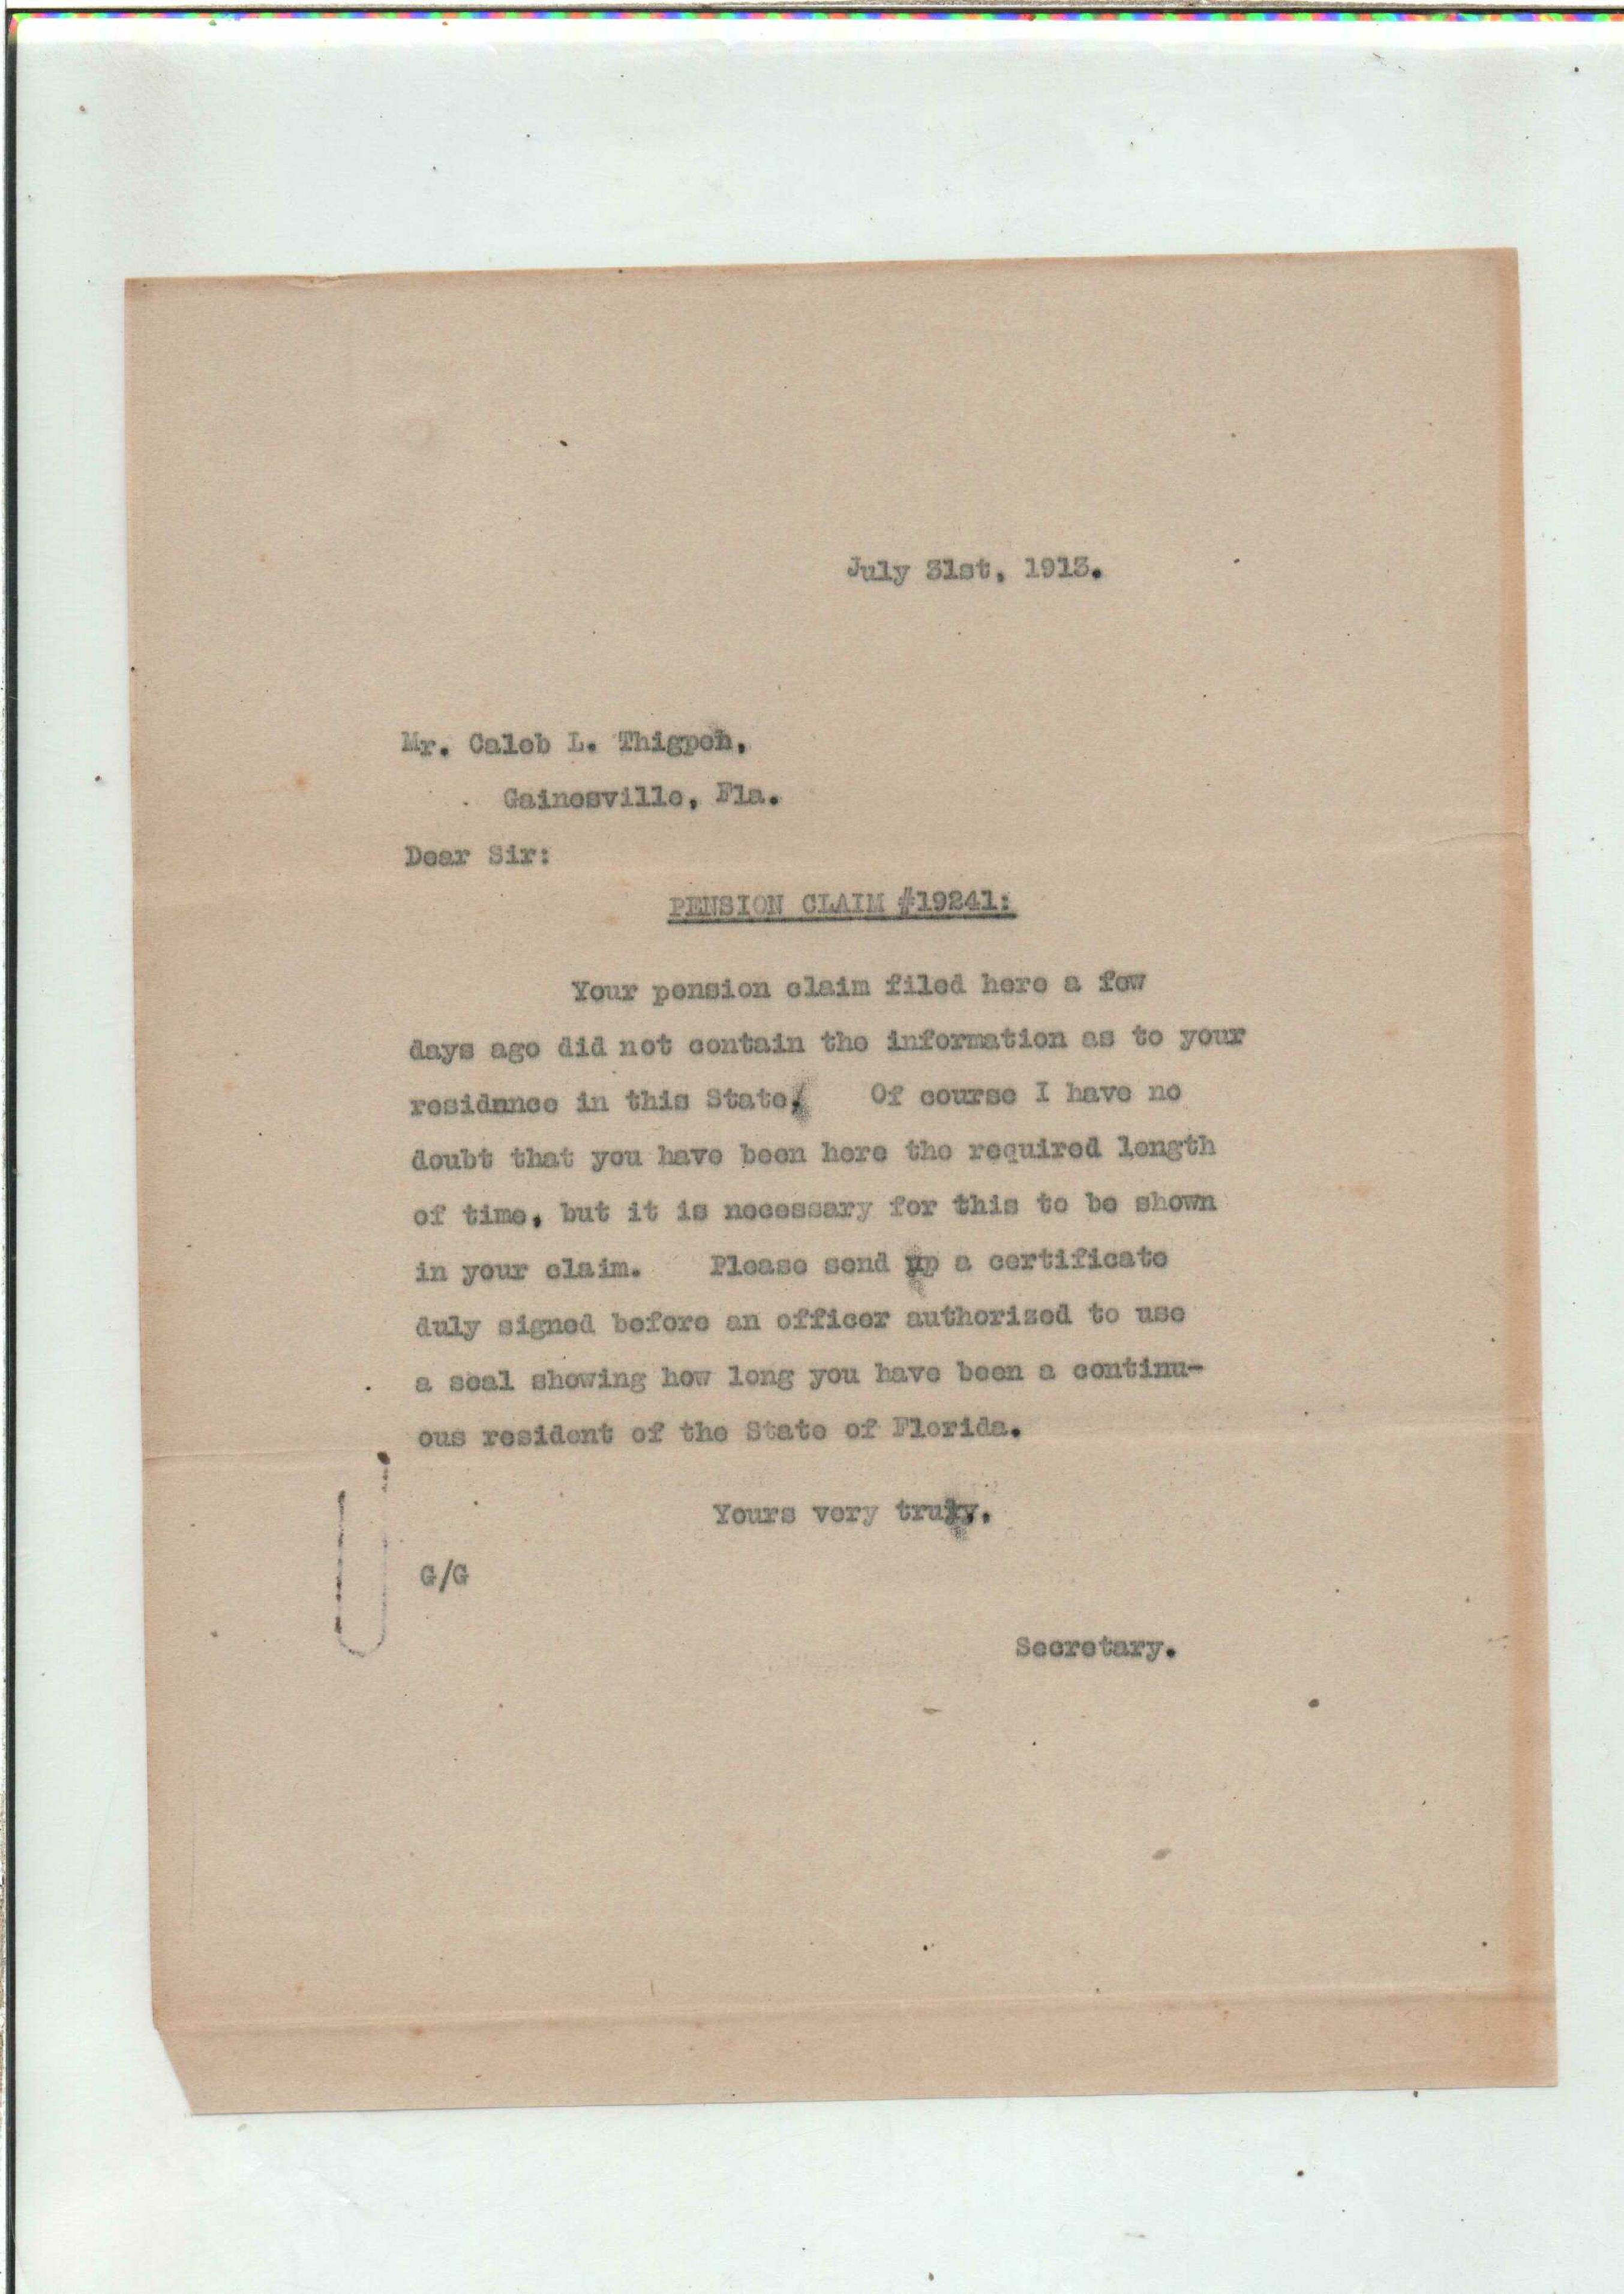 July 31st, 1913.
Mr. Caleb L. Thigpen,
Gainesville, Fla.
Dear Sir:
PENSION CLAIM #19241:
Your pension claim filed here a few
days ago did not contain the information as to your
residnnce in this State. Of course I have no
doubt that you have been here the required length
of time, but it is necessary for this to be shown
in your claim. Please send up a certificate
duly signed before an officer authorized to use
a seal showing how long you have been a continu-
ous resident of the State of Florida.
Yours very truly.
G/G
Secretary.